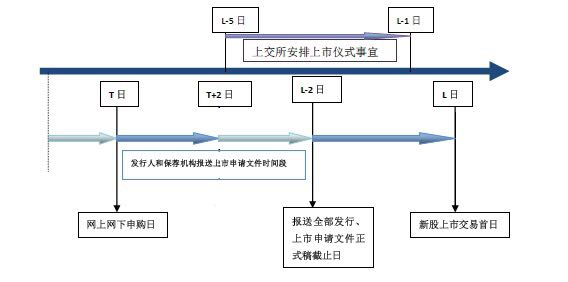 L-5 日
L-1 日
上交所安排上市仪式事宜
T 日
T+2 日
L-2 日
L 日
发行人和保荐机构报送上市申请文件时间段
网上网下申购日
报送全部发行、
上市申请文件正
式稿截止日
新股上市交易首日